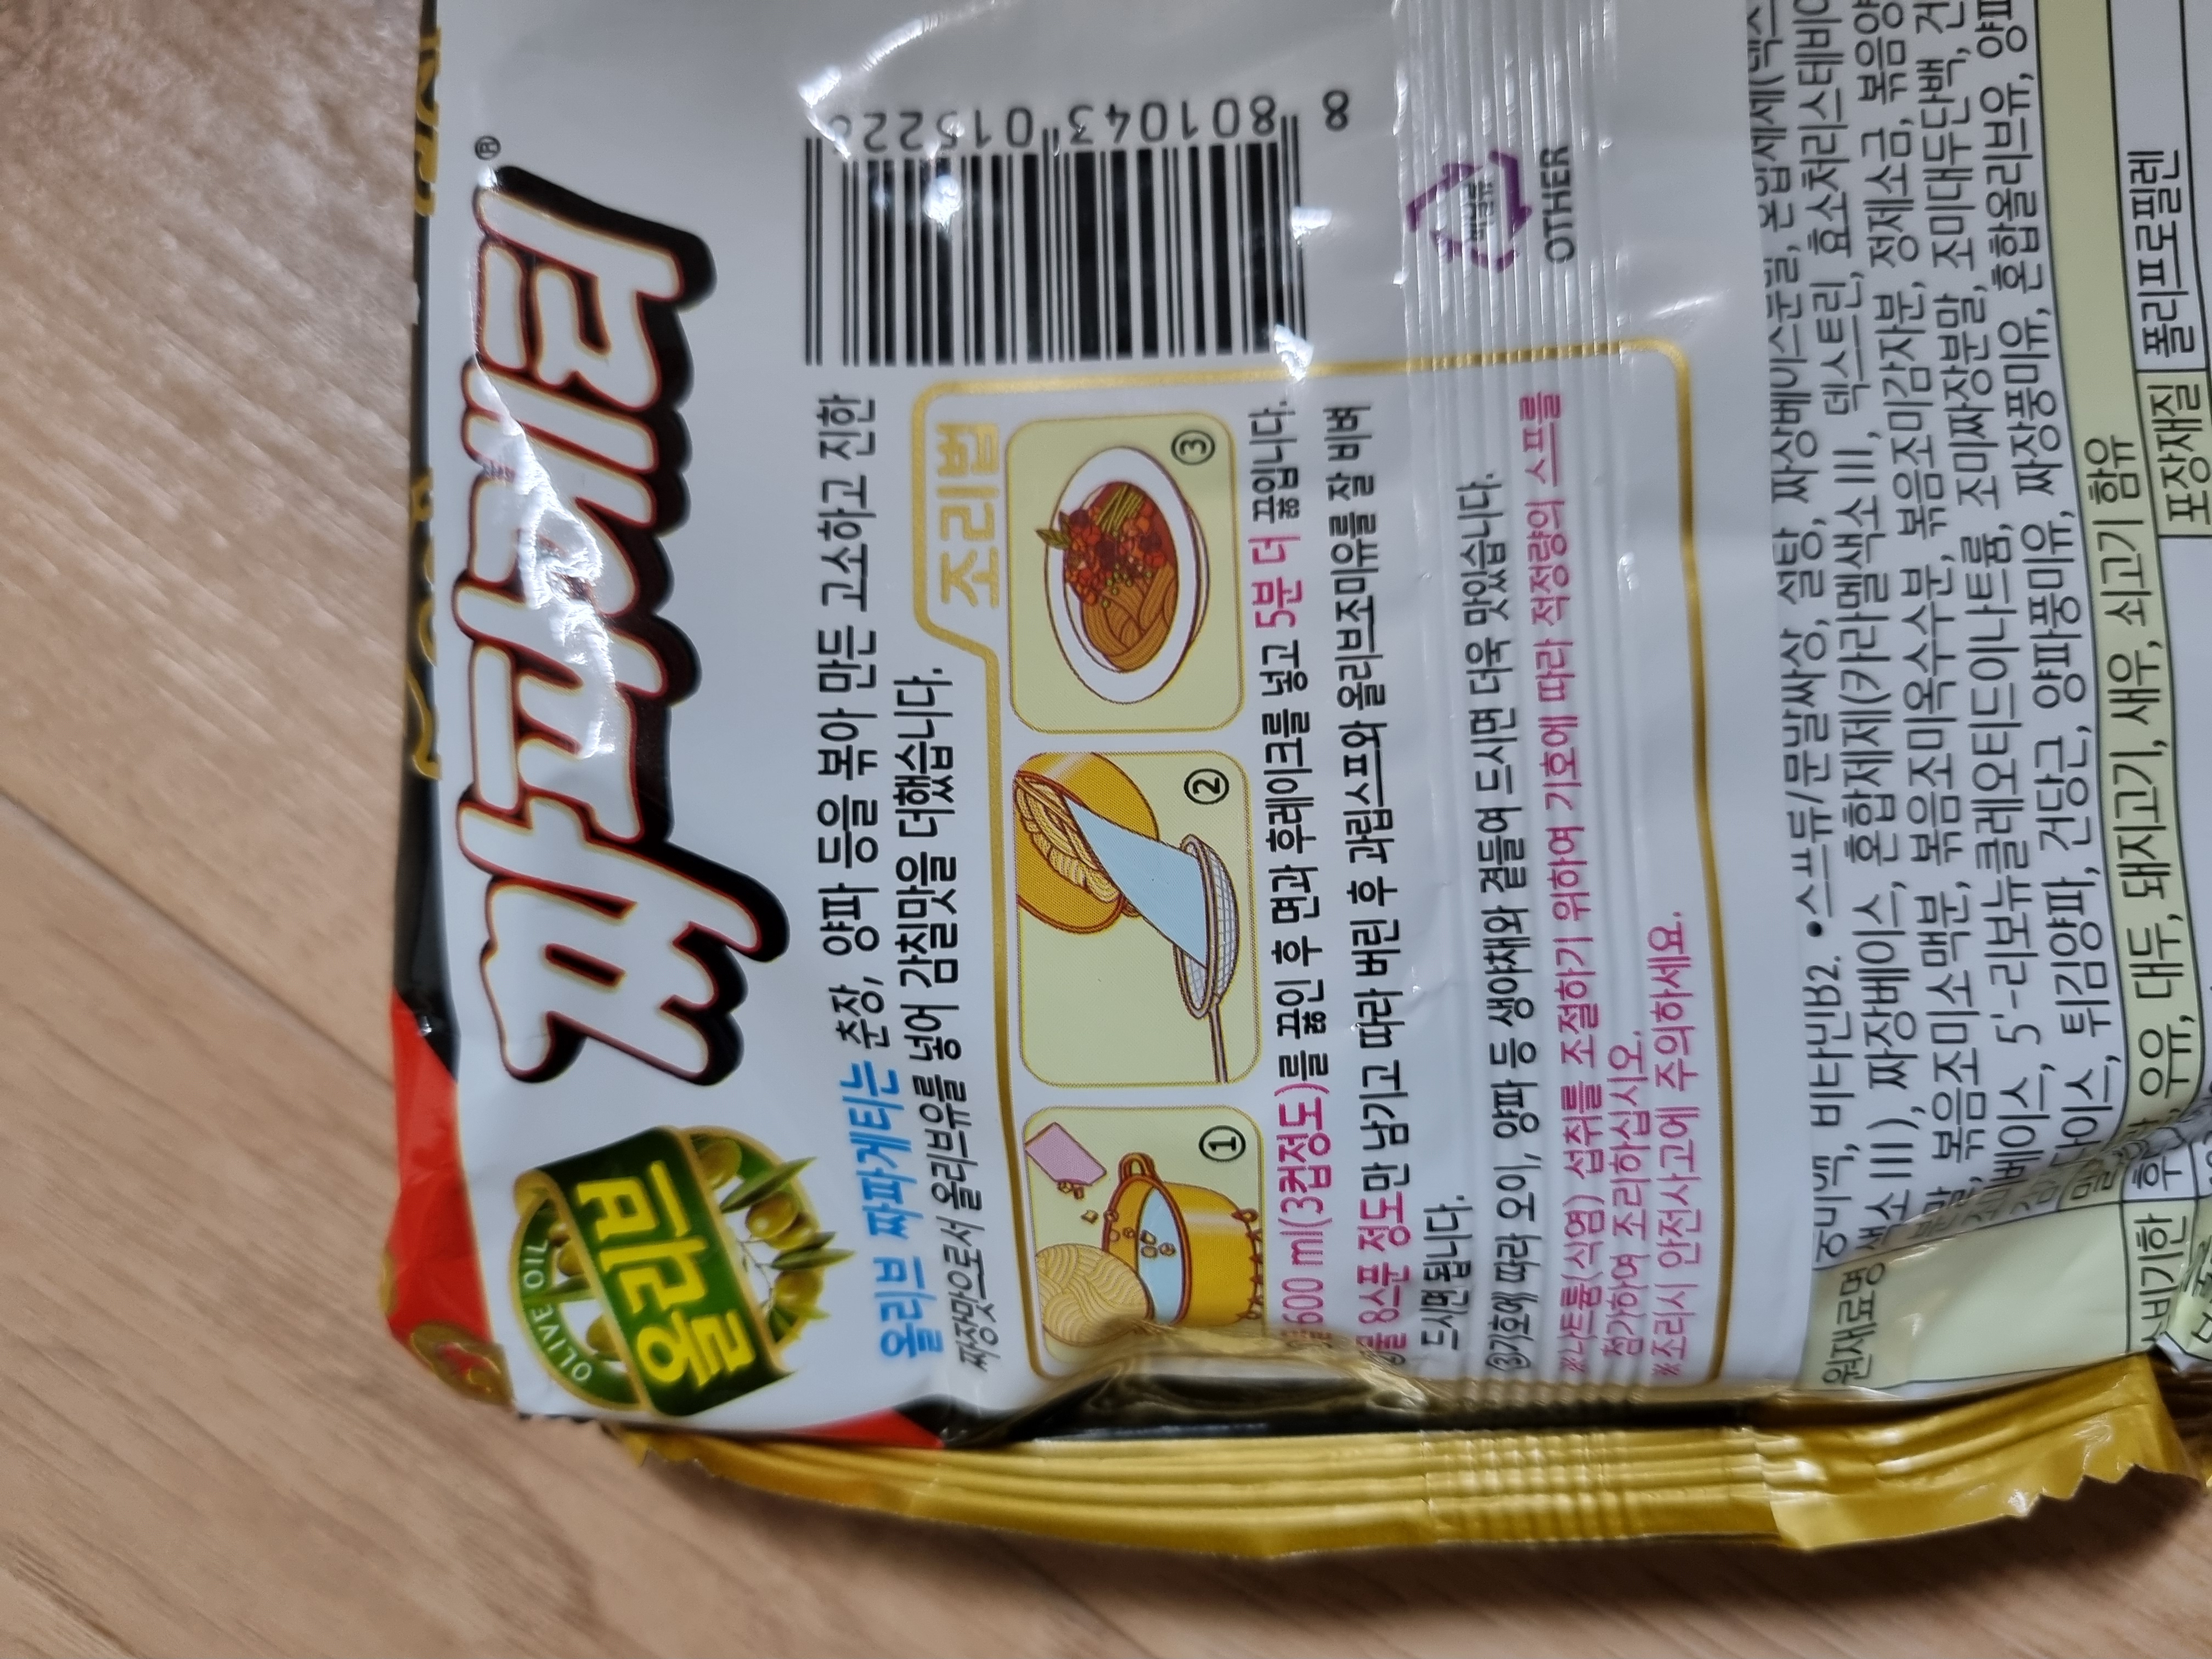 OLIVE OIL
올리브
짜파게티®
올리브 짜파게티는 춘장, 양파 등을 볶아 만든 고소하고 진한
짜장맛으로서 올리브유를 넣어 감칠맛을 더했습니다.
조리법
①
②
③
600 ml(3컵정도)를 끓인 후 면과 후레이크를 넣고 5분 더 끓입니다.
물 8스푼 정도만 남기고 따라 버린 후 과립스프와 올리브조미유를 잘 비벼
드시면 됩니다.
③기호에 따라 오이, 양파 등 생야채와 곁들여 드시면 더욱 맛있습니다.
※나트륨(식염) 섭취를 조절하기 위하여 기호에 따라 적정량의 스프를
첨가하여 조리하십시오.
※조리시 안전사고에 주의하세요.
8 801043 01522
비닐류
OTHER
원재료명
비타민B2. •스프류/분말짜장, 설탕, 짜장베이스분말,
색소III), 짜장베이스, 혼합제제(카라멜색소III, 덱스트린, 효소처리스테비
볶음조미소맥분, 볶음조미옥수수분, 볶음조미감자분, 정제소금, 볶음양
베이스, 5'-리보뉴클레오티드이나트륨, 조미짜장분말, 조미대두단백, 건
튀김양파, 건당근, 양파풍미유, 짜장풍미유, 혼합올리브유,
우유, 대두, 돼지고기, 새우, 쇠고기 함유
소비기한
포장재질
폴리프로필렌